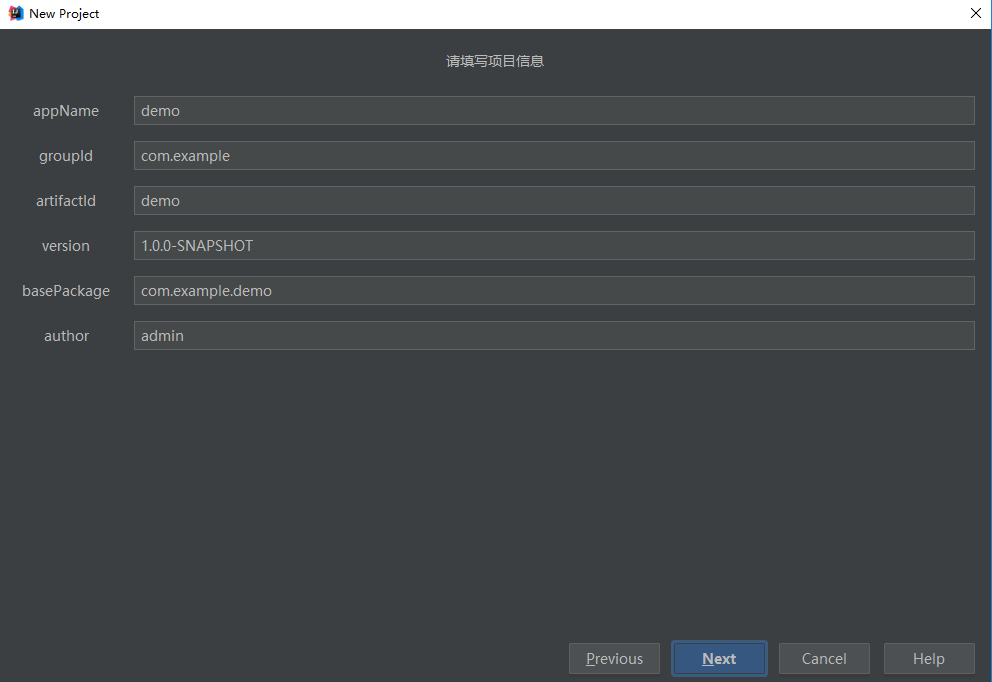 New Project
请填写项目信息
appName demo
groupId com.example
artifactId demo
version 1.0.0-SNAPSHOT
basePackage com.example.demo
author admin
Previous Next Cancel Help